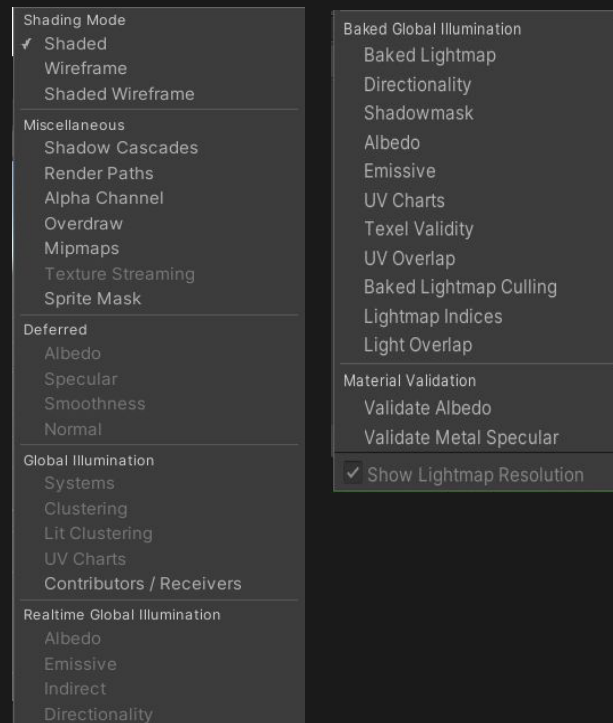 Shading Mode
Shaded
Wireframe
Shaded Wireframe
Miscellaneous
Shadow Cascades
Render Paths
Alpha Channel
Overdraw
Mipmaps
Texture Streaming
Sprite Mask
Deferred
Albedo
Specular
Smoothness
Normal
Global Illumination
Systems
Clustering
Lit Clustering
UV Charts
Contributors / Receivers
Realtime Global Illumination
Albedo
Emissive
Indirect
Directionality
Baked Global Illumination
Baked Lightmap
Directionality
Shadowmask
Albedo
Emissive
UV Charts
Texel Validity
UV Overlap
Baked Lightmap Culling
Lightmap Indices
Light Overlap
Material Validation
Validate Albedo
Validate Metal Specular
Show Lightmap Resolution